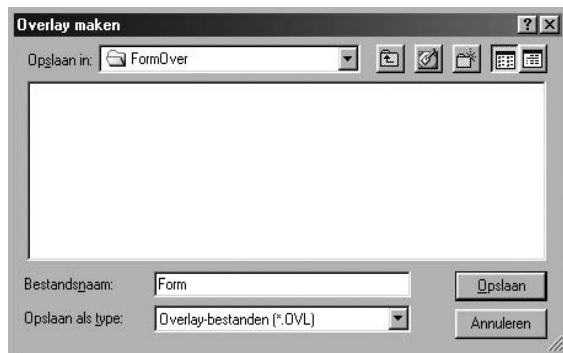 Overlay maken
Opslaan in: FormOver
Bestandsnaam: Form Opslaan
Opslaan als type: Overlay-bestanden (*.OVL) Annuleren